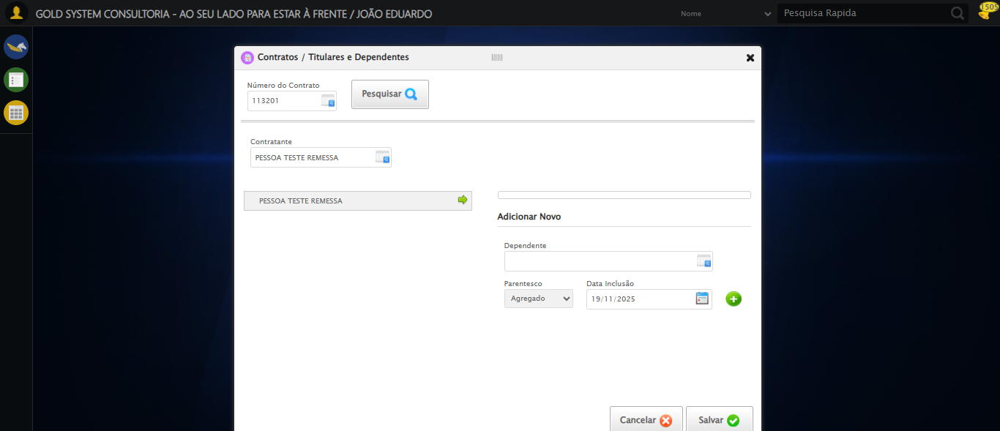 GOLD SYSTEM CONSULTORIA - AO SEU LADO PARA ESTAR À FRENTE / JOÃO EDUARDO
Nome
Pesquisa Rapida
1505
Contratos / Titulares e Dependentes
Número do Contrato
113201
Pesquisar
Contratante
PESSOA TESTE REMESSA
PESSOA TESTE REMESSA
Adicionar Novo
Dependente
Parentesco
Data Inclusão
Agregado
19/11/2025
Cancelar
Salvar